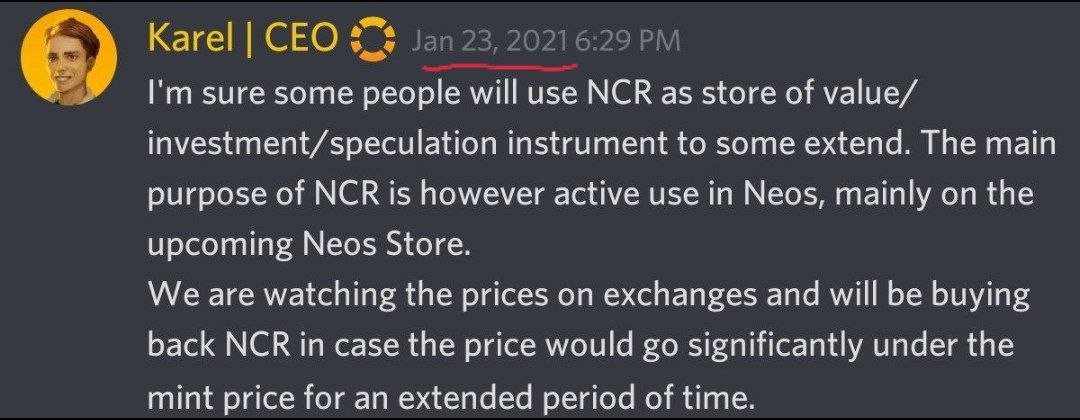 Karel | CEO Jan 23, 2021 6:29 PM
I'm sure some people will use NCR as store of value/
investment/speculation instrument to some extend. The main
purpose of NCR is however active use in Neos, mainly on the
upcoming Neos Store.
We are watching the prices on exchanges and will be buying
back NCR in case the price would go significantly under the
mint price for an extended period of time.